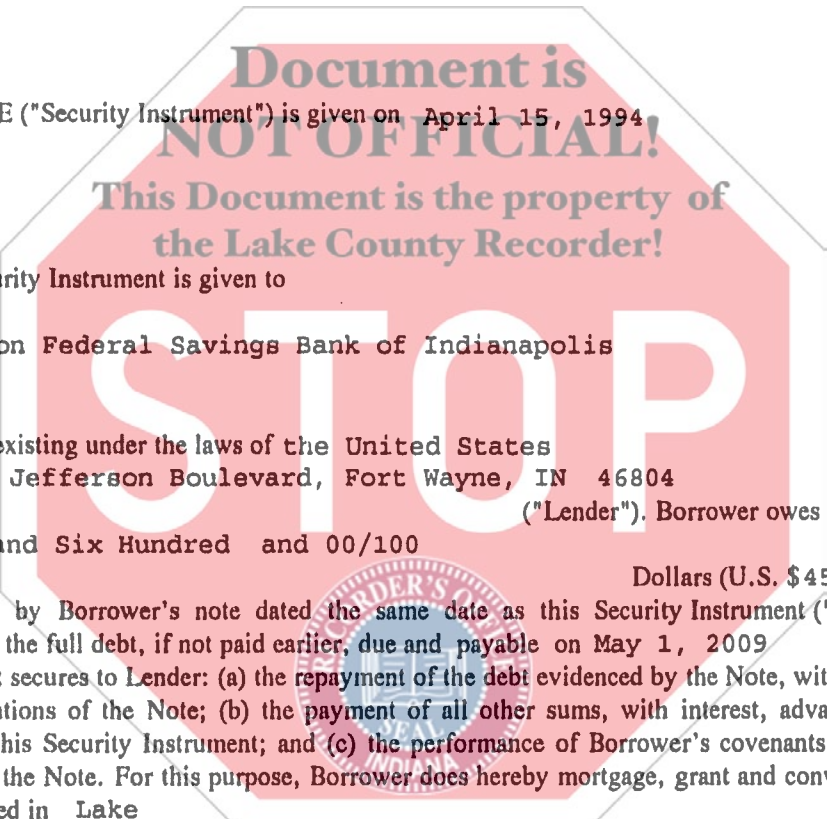 Document is
E ("Security Instrument") is given on April 15, 1994
NOT OFFICIAL!
This Document is the property of
the Lake County Recorder!
rity Instrument is given to
on Federal Savings Bank of Indianapolis
STOP
existing under the laws of the United States
Jefferson Boulevard, Fort Wayne, IN 46804
("Lender"). Borrower owes
nd Six Hundred and 00/100
Dollars (U.S. $45
by Borrower's note dated the same date as this Security Instrument ("
the full debt, if not paid earlier, due and payable on May 1, 2009
secures to Lender: (a) the repayment of the debt evidenced by the Note, wit
tions of the Note; (b) the payment of all other sums, with interest, adva
his Security Instrument; and (c) the performance of Borrower's covenants
the Note. For this purpose, Borrower does hereby mortgage, grant and conv
ed in Lake
RECORDER'S OFFICE
SEAL
INDIANA